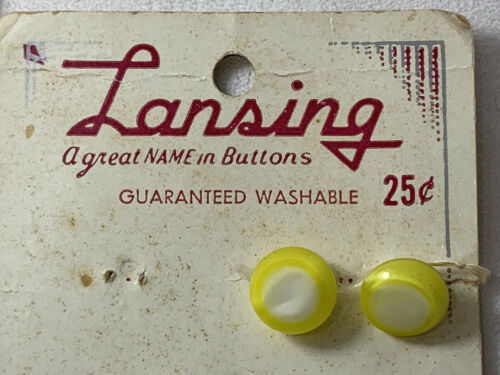 Lansing
A great NAME in Buttons
GUARANTEED WASHABLE 25¢